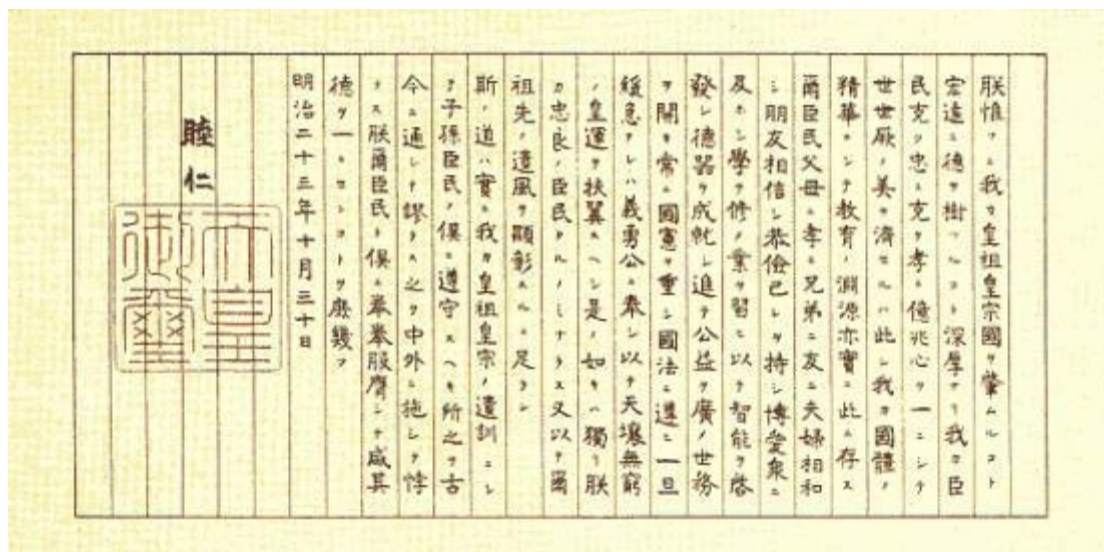 朕惟フニ我カ皇祖皇宗國ヲ肇ムルコト
宏遠ニ德ヲ樹ツルコト深厚ナリ我カ臣
民克ク忠ニ克ク孝ニ億兆心ヲ一ニシテ
世世厥ノ美ヲ濟セルハ此レ我カ國體ノ
精華ニシテ教育ノ淵源亦實ニ此ニ存ス
爾臣民父母ニ孝ニ兄弟ニ友ニ夫婦相和
シ朋友相信シ恭儉己レヲ持シ博愛衆ニ
及ホシ學ヲ修メ業ヲ習ヒ以テ智能ヲ啓
發シ德器ヲ成就シ進テ公益ヲ廣メ世務
ヲ開キ常ニ國憲ヲ重シ國法ニ遵ヒ一旦
緩急アレハ義勇公ニ奉シ以テ天壤無窮
ノ皇運ヲ扶翼スヘシ是ノ如キハ獨リ朕
カ忠良ノ臣民タルノミナラス又以テ爾
祖先ノ遺風ヲ顯彰スルニ足ラン
斯ノ道ハ實ニ我カ皇祖皇宗ノ遺訓ニシ
テ子孫臣民ノ俱ニ遵守スヘキ所之ヲ古
今ニ通シテ謬ラス之ヲ中外ニ施シテ悖
ラス朕爾臣民ト俱ニ拳拳服膺シテ咸其
德ヲ一ニセンコトヲ庶幾フ
明治二十三年十月三十日
睦仁
天皇
御璽